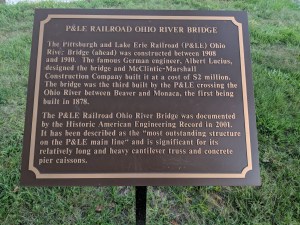 P&LE RAILROAD OHIO RIVER BRIDGE
The Pittsburgh and Lake Erie Railroad (P&LE) Ohio
River Bridge (ahead) was constructed between 1908
and 1910. The famous German engineer, Albert Lucius,
designed the bridge and McClintic-Marshall
Construction Company built it at a cost of $2 million.
The bridge was the third built by the P&LE crossing the
Ohio River between Beaver and Monaca, the first being
built in 1878.
The P&LE Railroad Ohio River Bridge was documented
by the Historic American Engineering Record in 2001.
It has been described as the "most outstanding structure
on the P&LE main line" and is significant for its
relatively long and heavy cantilever truss and concrete
pier caissons.